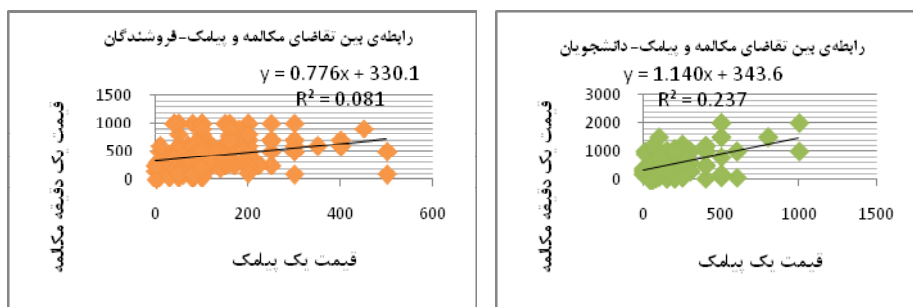 رابطه‌ی بین تقاضای مکالمه و پیامک-فروشندگان
y = 0.776x + 330.1
R² = 0.081
قیمت یک دقیقه مکالمه
1500
1000
500
0
0 200 400 600
قیمت یک پیامک
رابطه‌ی بین تقاضای مکالمه و پیامک-دانشجویان
y = 1.140x + 343.6
R² = 0.237
قیمت یک دقیقه مکالمه
3000
2000
1000
0
0 500 1000 1500
قیمت یک پیامک